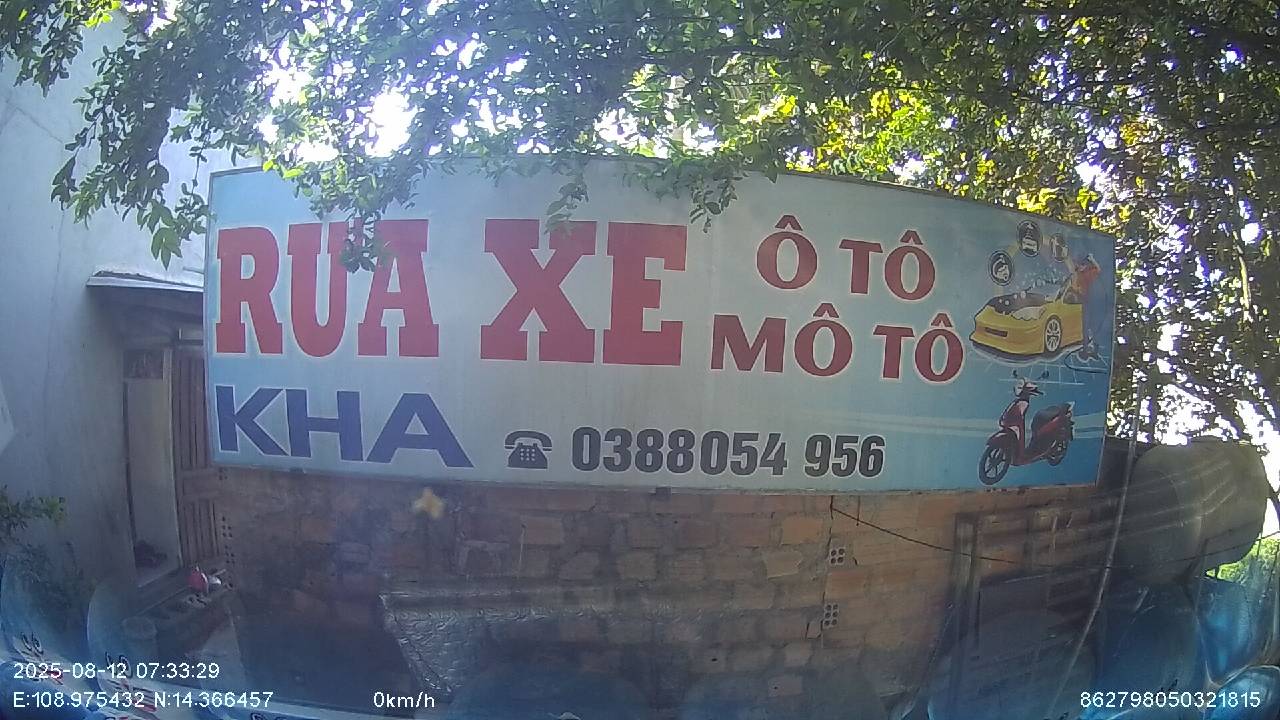 RỬA XE
Ô TÔ
MÔ TÔ
KHA
0388054 956
2025-08-12 07:33:29
E:108.975432 N:14.366457
0km/h
862798050321815